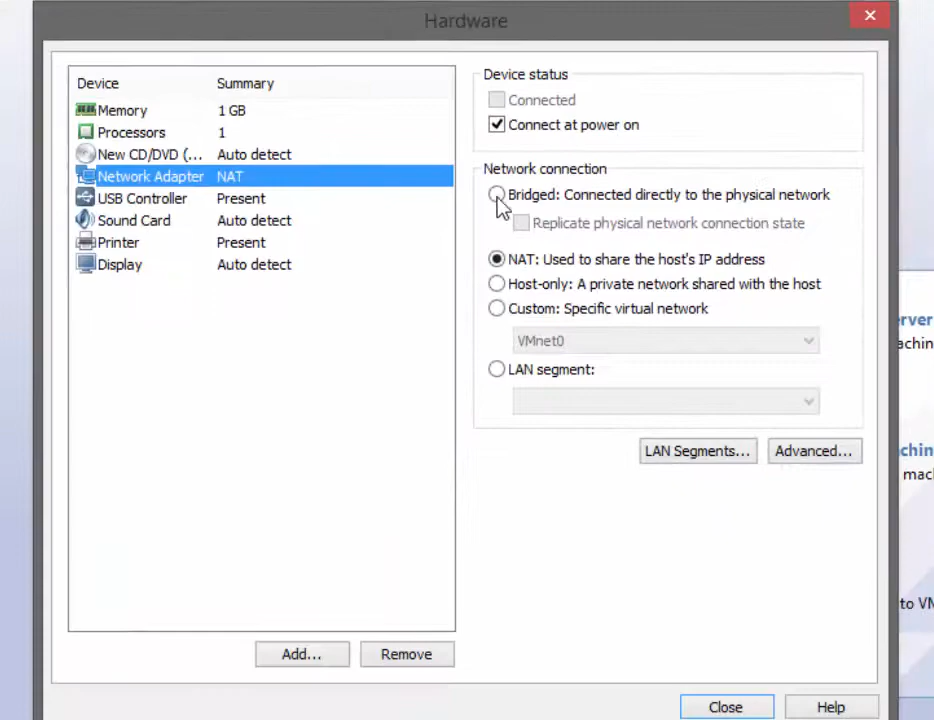 Hardware
Device Summary
Memory 1 GB
Processors 1
New CD/DVD (... Auto detect
Network Adapter NAT
USB Controller Present
Sound Card Auto detect
Printer Present
Display Auto detect
Add... Remove
Device status
Connected
Connect at power on
Network connection
Bridged: Connected directly to the physical network
Replicate physical network connection state
NAT: Used to share the host's IP address
Host-only: A private network shared with the host
Custom: Specific virtual network
VMnet0
LAN segment:
LAN Segments... Advanced...
Close Help
erver
achin
chin
mac
to VM